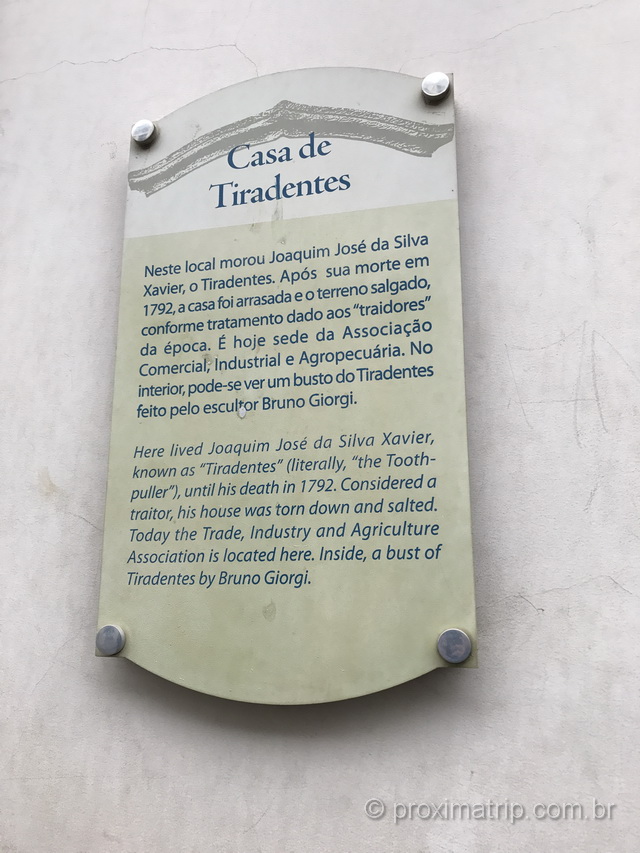 Casa de
Tiradentes
Neste local morou Joaquim José da Silva
Xavier, o Tiradentes. Após sua morte em
1792, a casa foi arrasada e o terreno salgado,
conforme tratamento dado aos “traidores”
da época. É hoje sede da Associação
Comercial, Industrial e Agropecuária. No
interior, pode-se ver um busto do Tiradentes
feito pelo escultor Bruno Giorgi.
Here lived Joaquim José da Silva Xavier,
known as “Tiradentes” (literally, “the Tooth-
puller”), until his death in 1792. Considered a
traitor, his house was torn down and salted.
Today the Trade, Industry and Agriculture
Association is located here. Inside, a bust of
Tiradentes by Bruno Giorgi.
© proximatrip.com.br